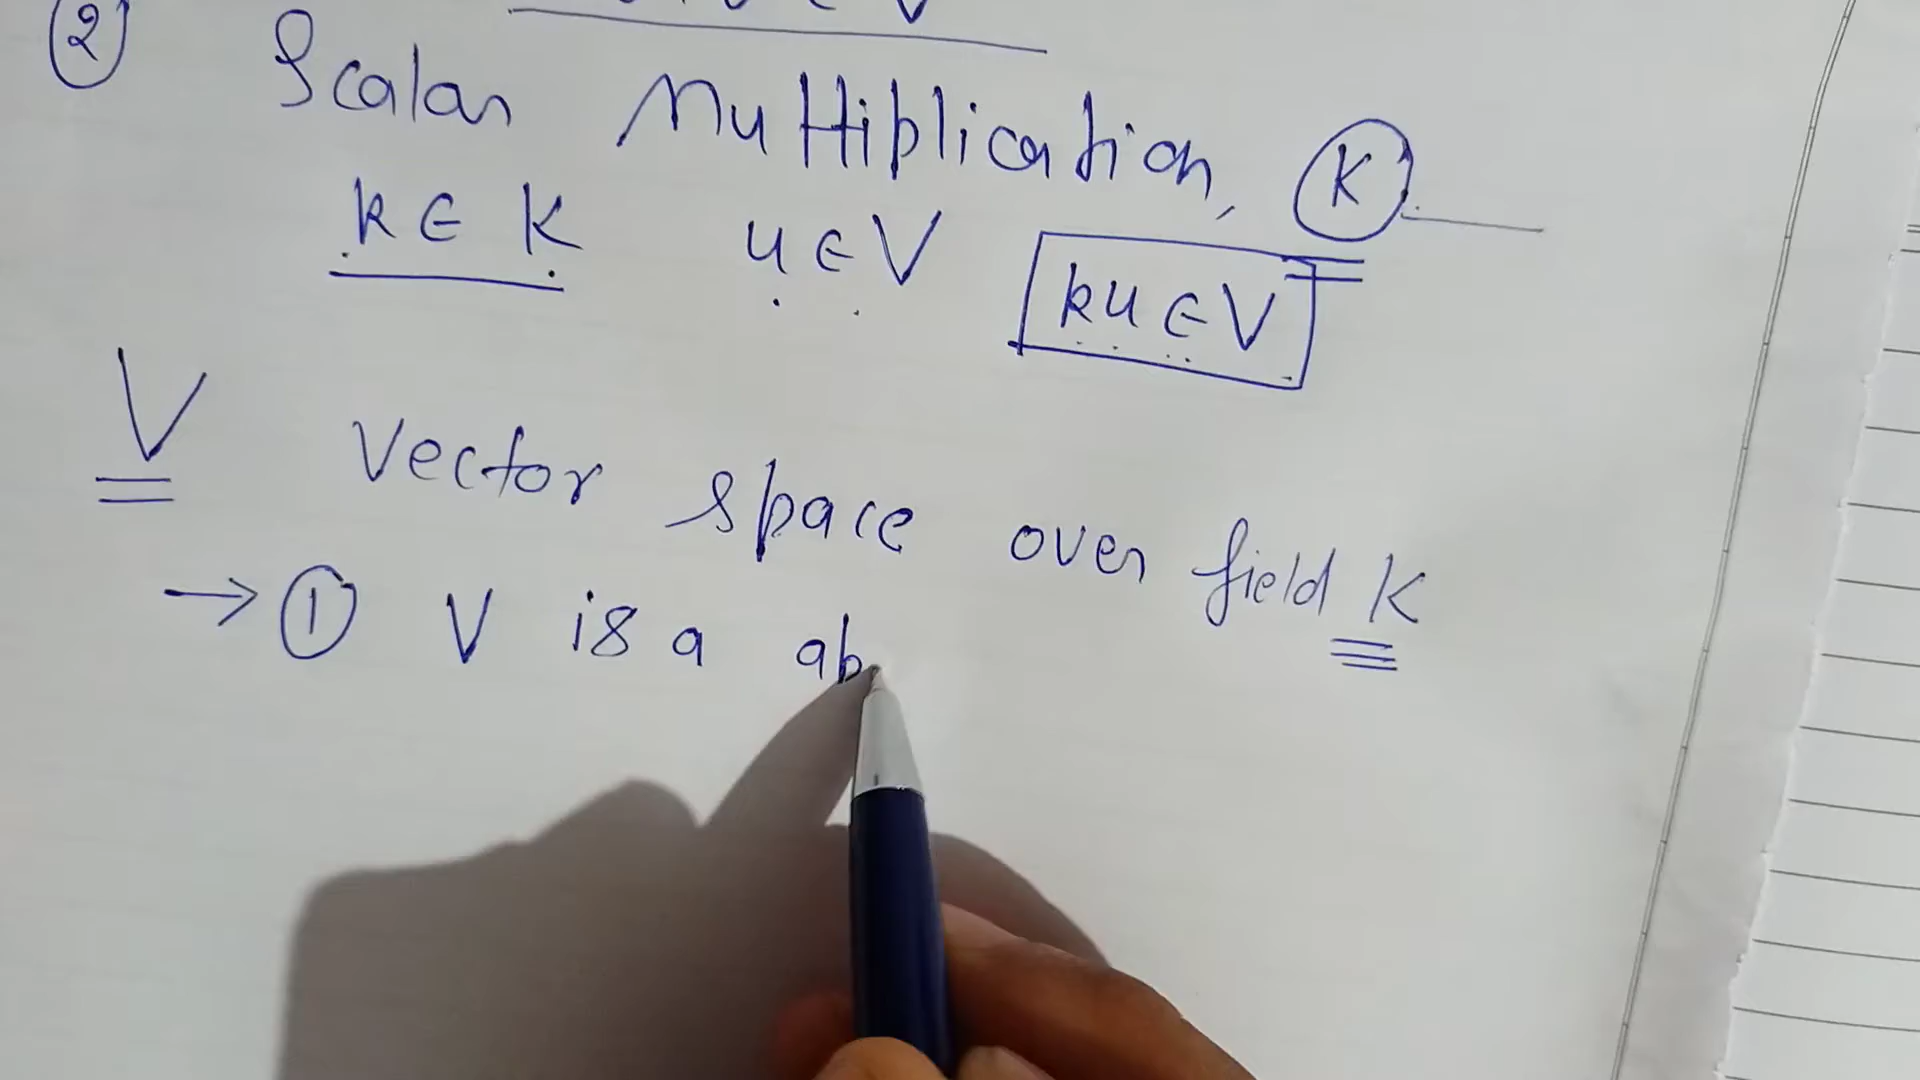 ② Scalar Multiplication, K
k ∈ K u ∈ V ku ∈ V
V Vector space over field K
→ ① V is a ab